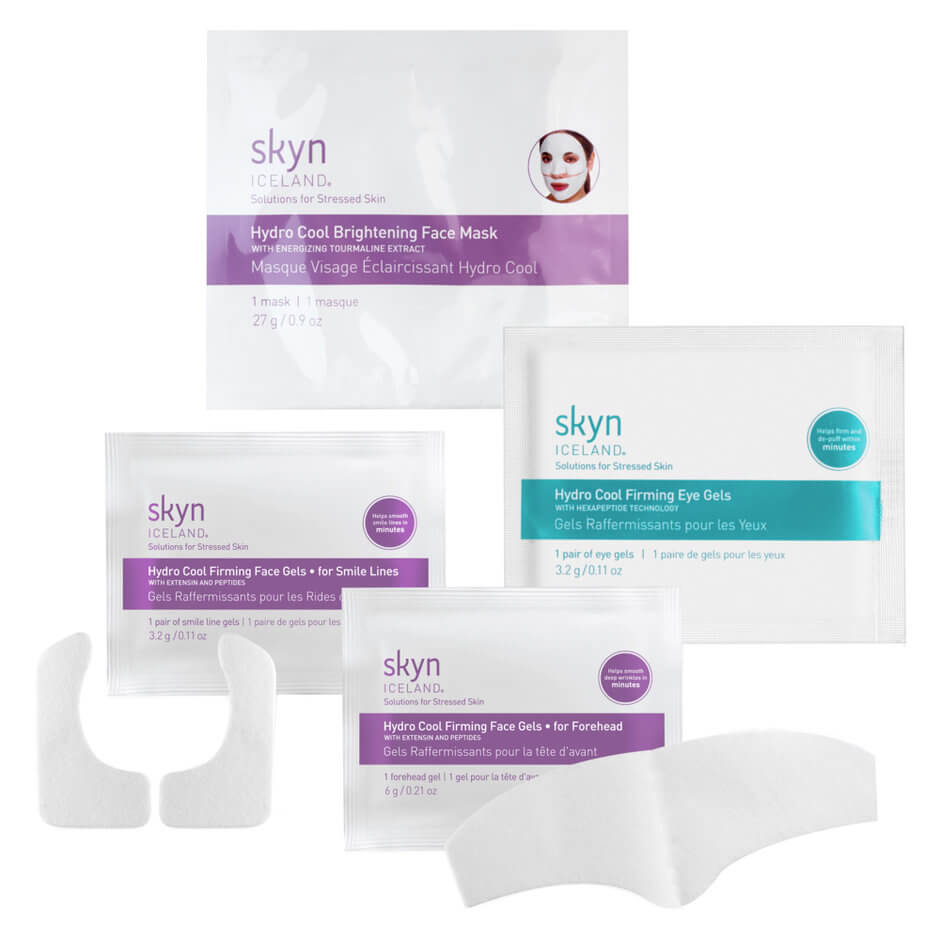 skyn
ICELAND®
Solutions for Stressed Skin
Hydro Cool Brightening Face Mask
WITH ENERGIZING TOURMALINE EXTRACT
Masque Visage Éclaircissant Hydro Cool
1 mask | 1 masque
27 g / 0.9 oz
skyn
ICELAND®
Solutions for Stressed Skin
Helps firm and
de-puff within
minutes
Hydro Cool Firming Eye Gels
WITH HEXAPEPTIDE TECHNOLOGY
Gels Raffermissants pour les Yeux
1 pair of eye gels | 1 paire de gels pour les yeux
3.2 g / 0.11 oz
skyn
ICELAND®
Solutions for Stressed Skin
Helps smooth
smile lines in
minutes
Hydro Cool Firming Face Gels • for Smile Lines
WITH EXTENSIN AND PEPTIDES
Gels Raffermissants pour les Rides
1 pair of smile line gels | 1 paire de gels pour les
3.2 g / 0.11 oz
skyn
ICELAND®
Solutions for Stressed Skin
Helps smooth
deep wrinkles in
minutes
Hydro Cool Firming Face Gels • for Forehead
WITH EXTENSIN AND PEPTIDES
Gels Raffermissants pour la tête d'avant
1 forehead gel | 1 gel pour la tête
6 g / 0.21 oz